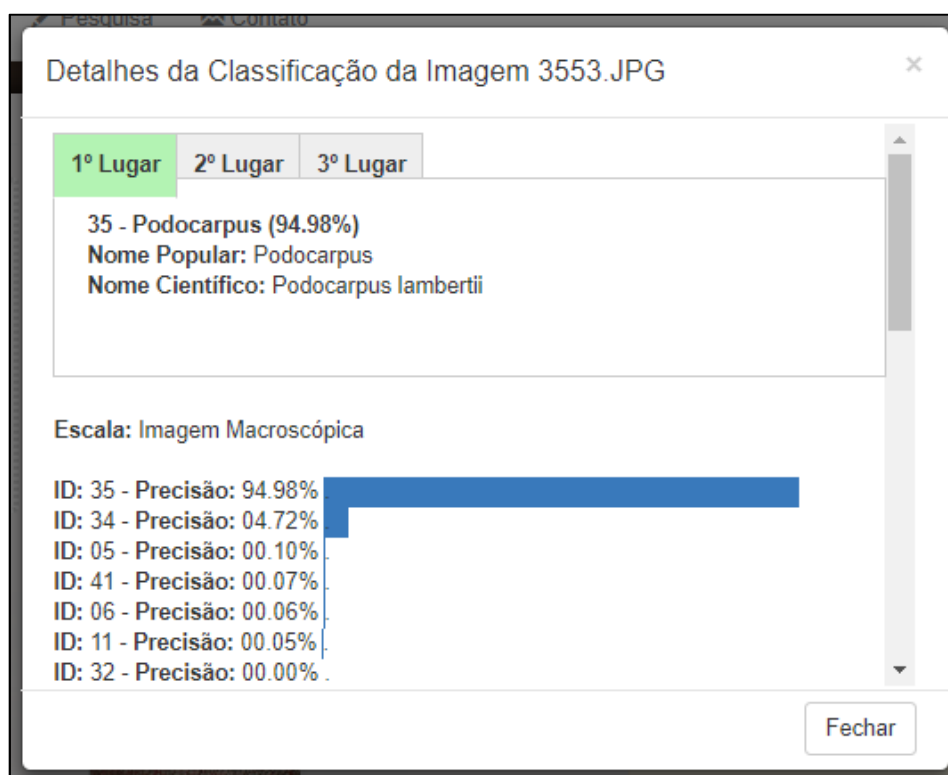 Pesquisa Contato
Detalhes da Classificação da Imagem 3553.JPG
×
1º Lugar 2º Lugar 3º Lugar
35 - Podocarpus (94.98%)
Nome Popular: Podocarpus
Nome Científico: Podocarpus lambertii
Escala: Imagem Macroscópica
ID: 35 - Precisão: 94.98% .
ID: 34 - Precisão: 04.72% .
ID: 05 - Precisão: 00.10% .
ID: 41 - Precisão: 00.07% .
ID: 06 - Precisão: 00.06% .
ID: 11 - Precisão: 00.05% .
ID: 32 - Precisão: 00.00% .
Fechar